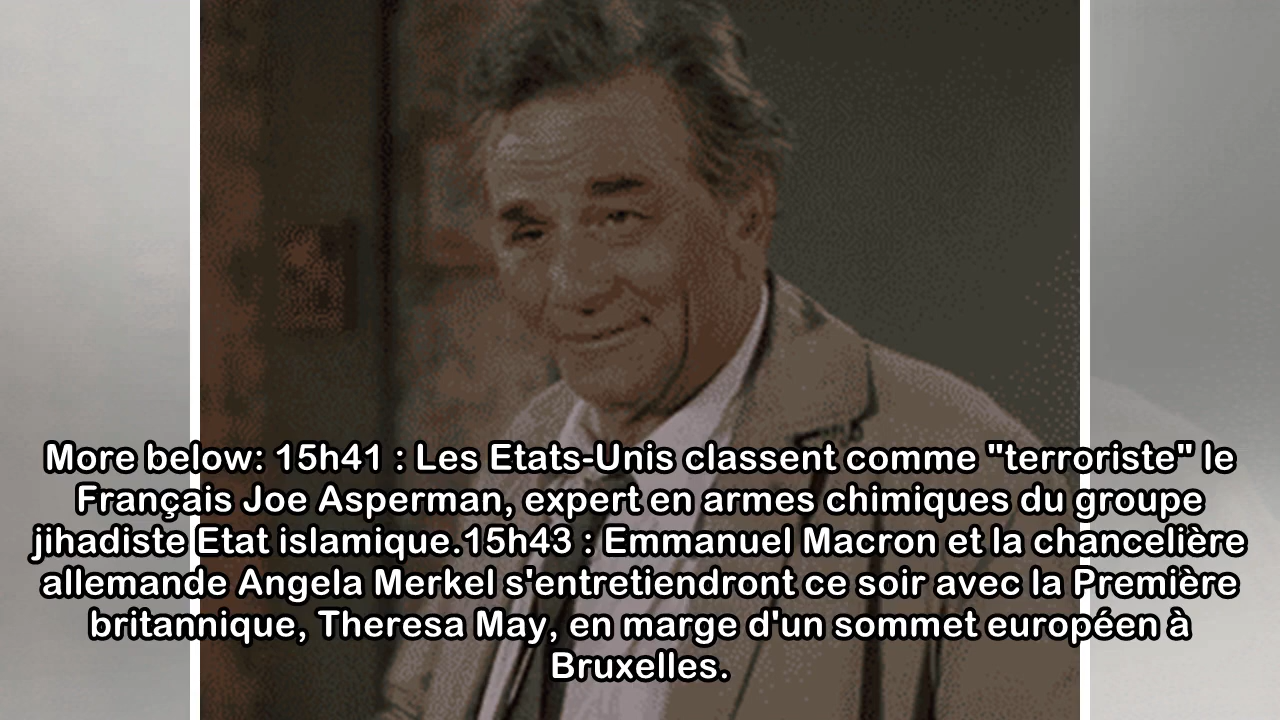 More below: 15h41 : Les Etats-Unis classent comme "terroriste" le
Français Joe Asperman, expert en armes chimiques du groupe
jihadiste Etat islamique.15h43 : Emmanuel Macron et la chancelière
allemande Angela Merkel s'entretiendront ce soir avec la Première
britannique, Theresa May, en marge d'un sommet européen à
Bruxelles.